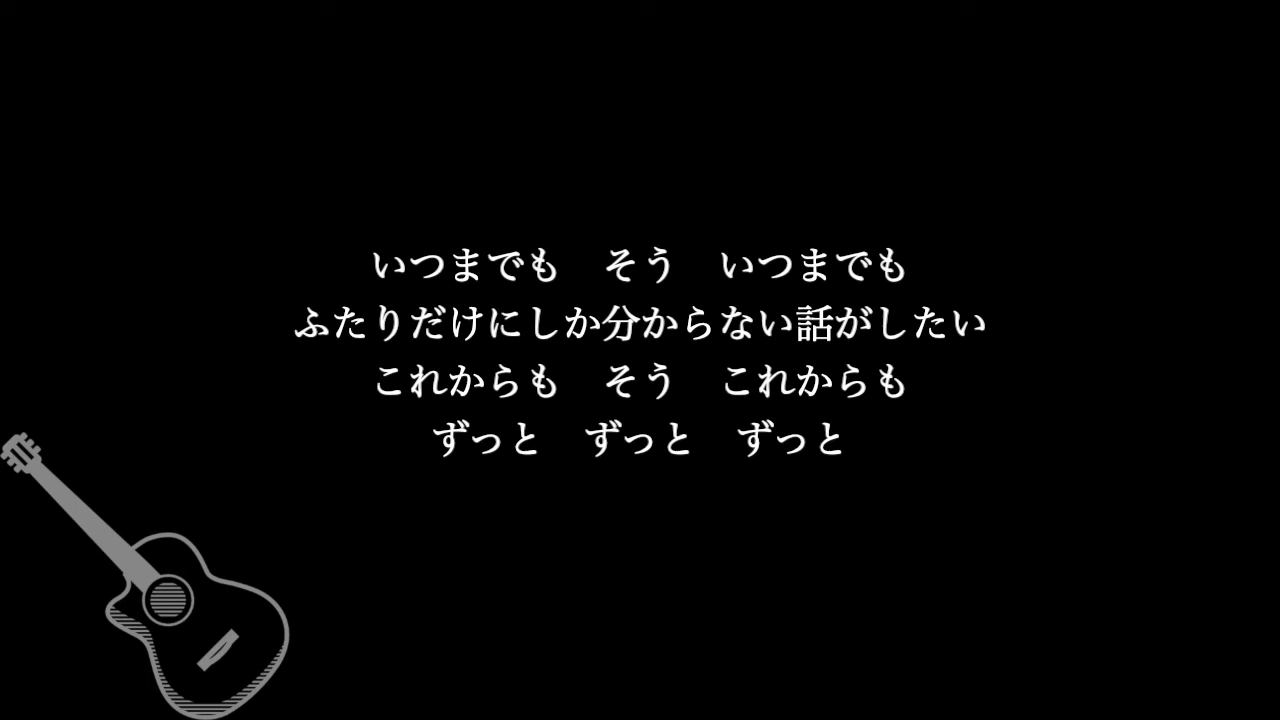 いつまでも　そう　いつまでも
ふたりだけにしか分からない話がしたい
これからも　そう　これからも
ずっと　ずっと　ずっと